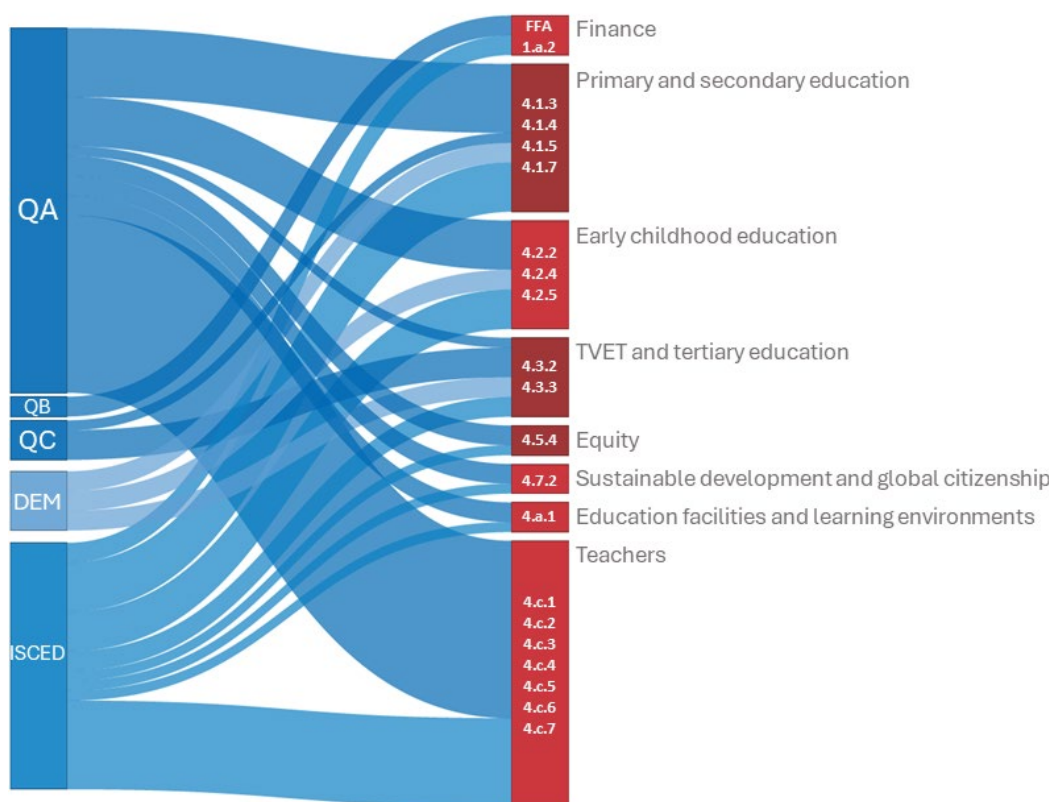 QA
QB
QC
DEM
ISCED
FFA
1.a.2
Finance
4.1.3
4.1.4
4.1.5
4.1.7
Primary and secondary education
4.2.2
4.2.4
4.2.5
Early childhood education
4.3.2
4.3.3
TVET and tertiary education
4.5.4
Equity
4.7.2
Sustainable development and global citizenship
4.a.1
Education facilities and learning environments
Teachers
4.c.1
4.c.2
4.c.3
4.c.4
4.c.5
4.c.6
4.c.7